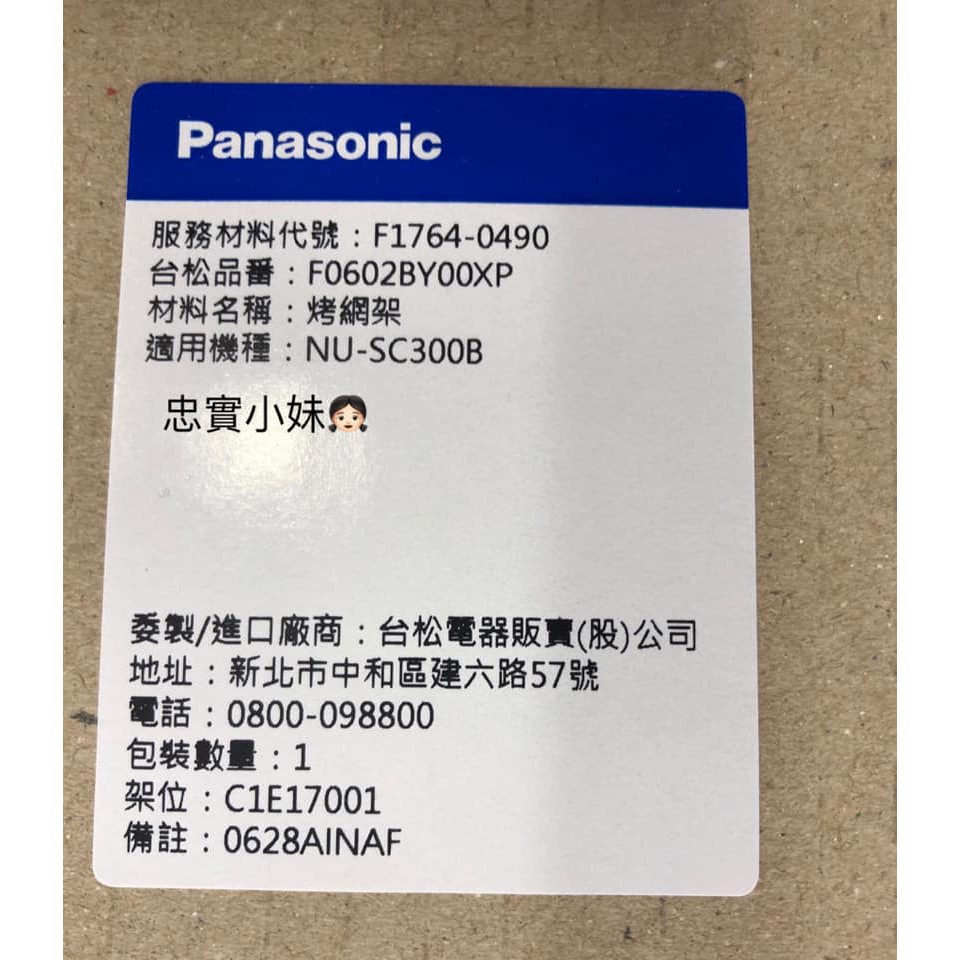 Panasonic
服務材料代號：F1764-0490
台松品番：F0602BY00XP
材料名稱：烤網架
適用機種：NU-SC300B
忠實小妹👧🏻
委製/進口廠商：台松電器販賣(股)公司
地址：新北市中和區建六路57號
電話：0800-098800
包裝數量：1
架位：C1E17001
備註：0628AINAF